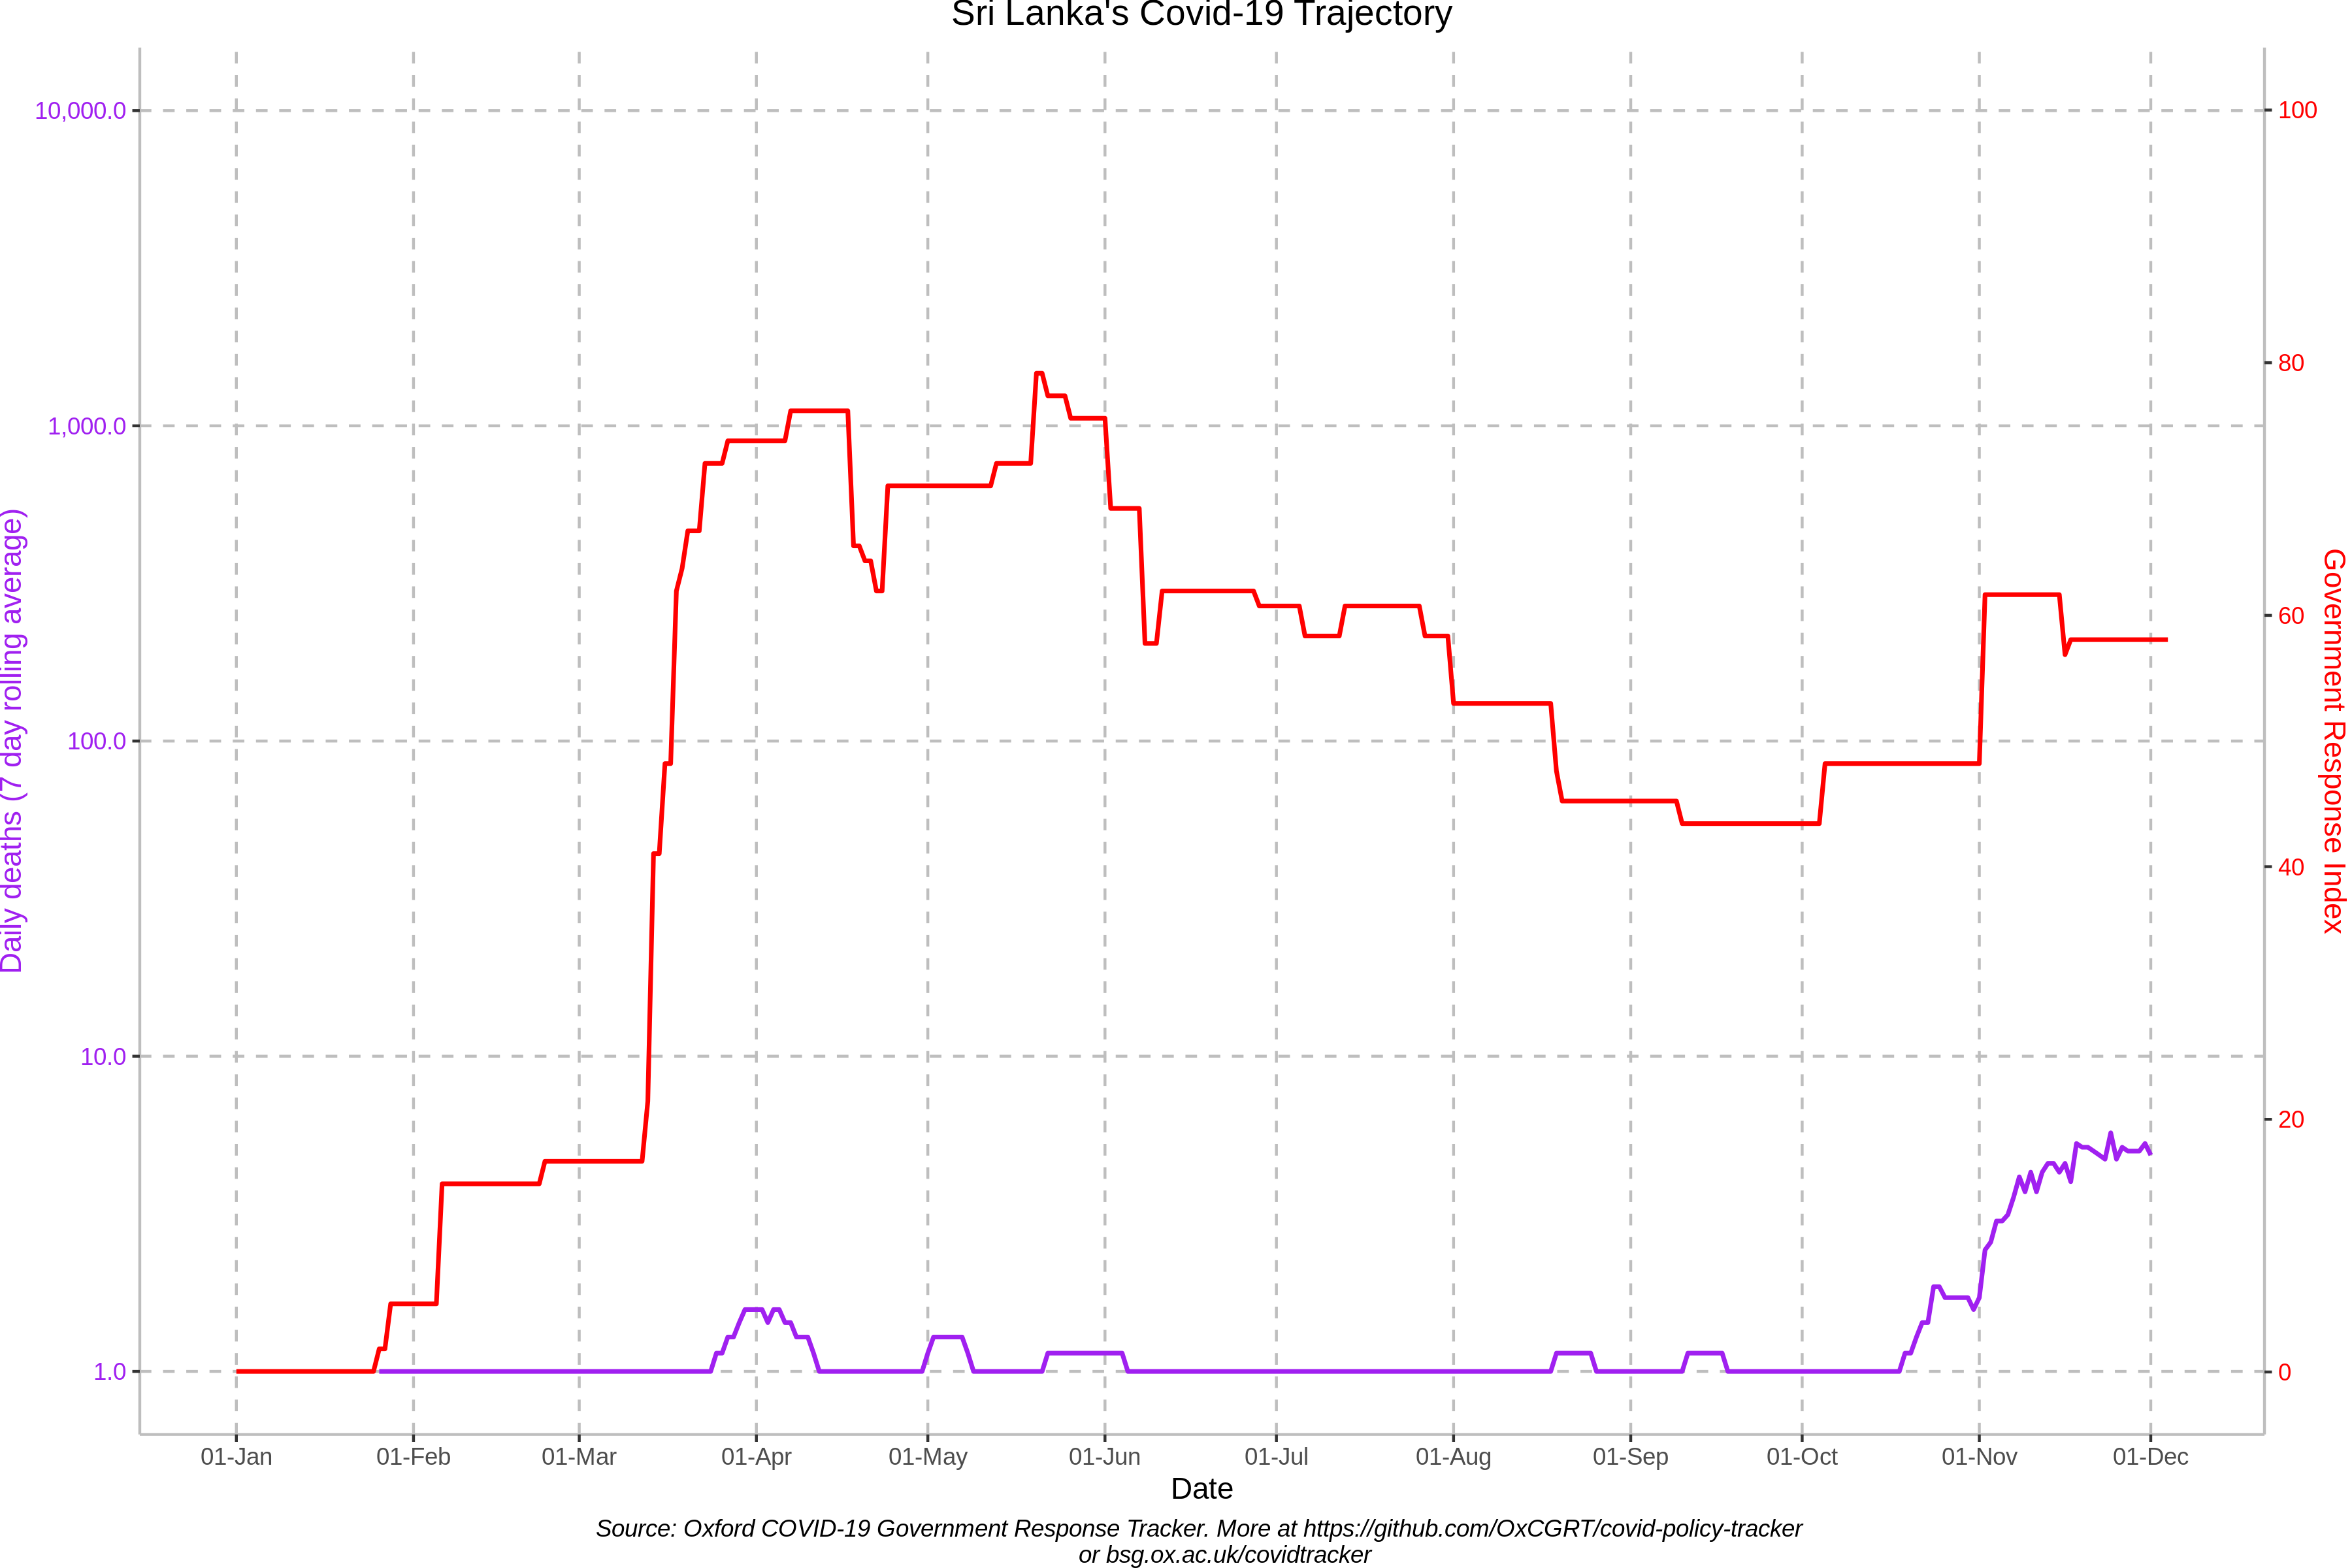 Sri Lanka's Covid-19 Trajectory
10,000.0
1,000.0
100.0
10.0
1.0
Daily deaths (7 day rolling average)
100
80
60
40
20
0
Government Response Index
01-Jan 01-Feb 01-Mar 01-Apr 01-May 01-Jun 01-Jul 01-Aug 01-Sep 01-Oct 01-Nov 01-Dec
Date
Source: Oxford COVID-19 Government Response Tracker. More at https://github.com/OxCGRT/covid-policy-tracker
or bsg.ox.ac.uk/covidtracker